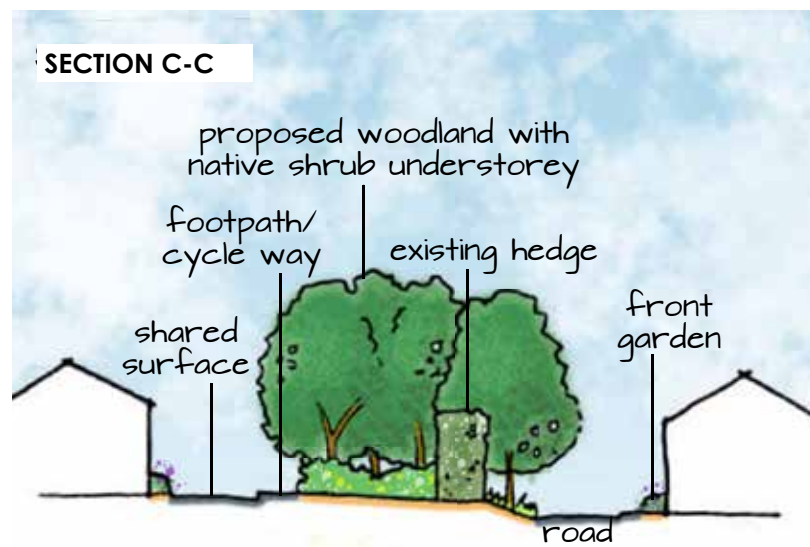 SECTION C-C
proposed woodland with
native shrub understorey
footpath/
cycle way
existing hedge
shared
surface
front
garden
road